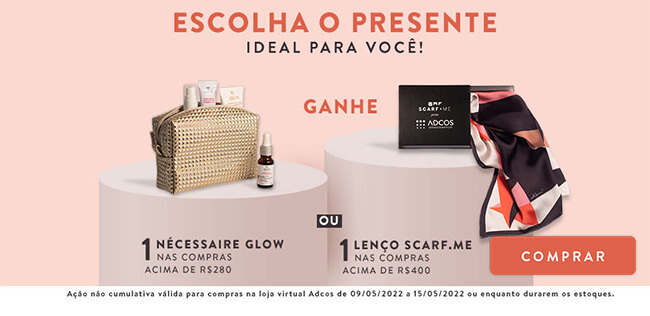 ESCOLHA O PRESENTE
IDEAL PARA VOCÊ!
GANHE
SCARF•ME
ADCOS
OU
1 NÉCESSAIRE GLOW
NAS COMPRAS
ACIMA DE R$280
1 LENÇO SCARF.ME
NAS COMPRAS
ACIMA DE R$400
COMPRAR
Ação não cumulativa válida para compras na loja virtual Adcos de 09/05/2022 a 15/05/2022 ou enquanto durarem os estoques.